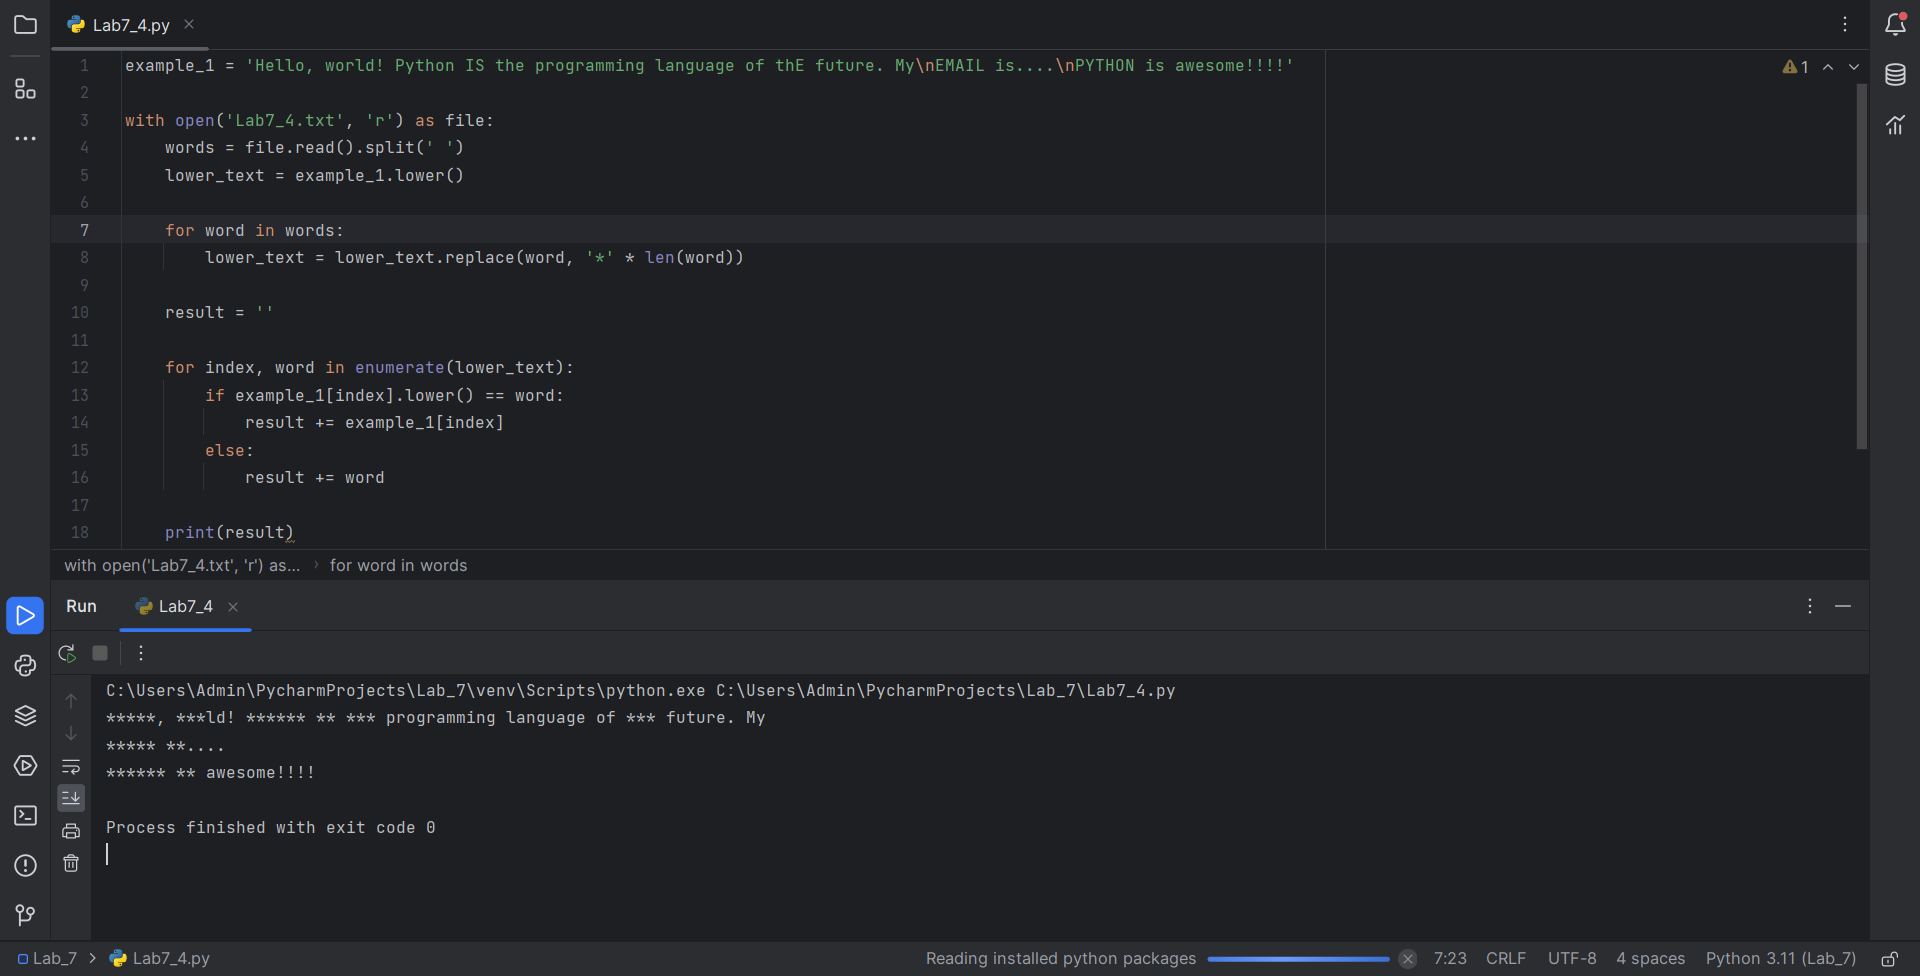 Lab7_4.py
1 example_1 = 'Hello, world! Python IS the programming language of thE future. My\nEMAIL is....\nPYTHON is awesome!!!!'
1
2
3 with open('Lab7_4.txt', 'r') as file:
4     words = file.read().split(' ')
5     lower_text = example_1.lower()
6
7     for word in words:
8         lower_text = lower_text.replace(word, '*' * len(word))
9
10     result = ''
11
12     for index, word in enumerate(lower_text):
13         if example_1[index].lower() == word:
14             result += example_1[index]
15         else:
16             result += word
17
18     print(result)
with open('Lab7_4.txt', 'r') as... › for word in words
Run Lab7_4
C:\Users\Admin\PycharmProjects\Lab_7\venv\Scripts\python.exe C:\Users\Admin\PycharmProjects\Lab_7\Lab7_4.py
*****, ***ld! ****** ** *** programming language of *** future. My
***** **....
****** ** awesome!!!!
Process finished with exit code 0
Lab_7 > Lab7_4.py Reading installed python packages 7:23 CRLF UTF-8 4 spaces Python 3.11 (Lab_7)